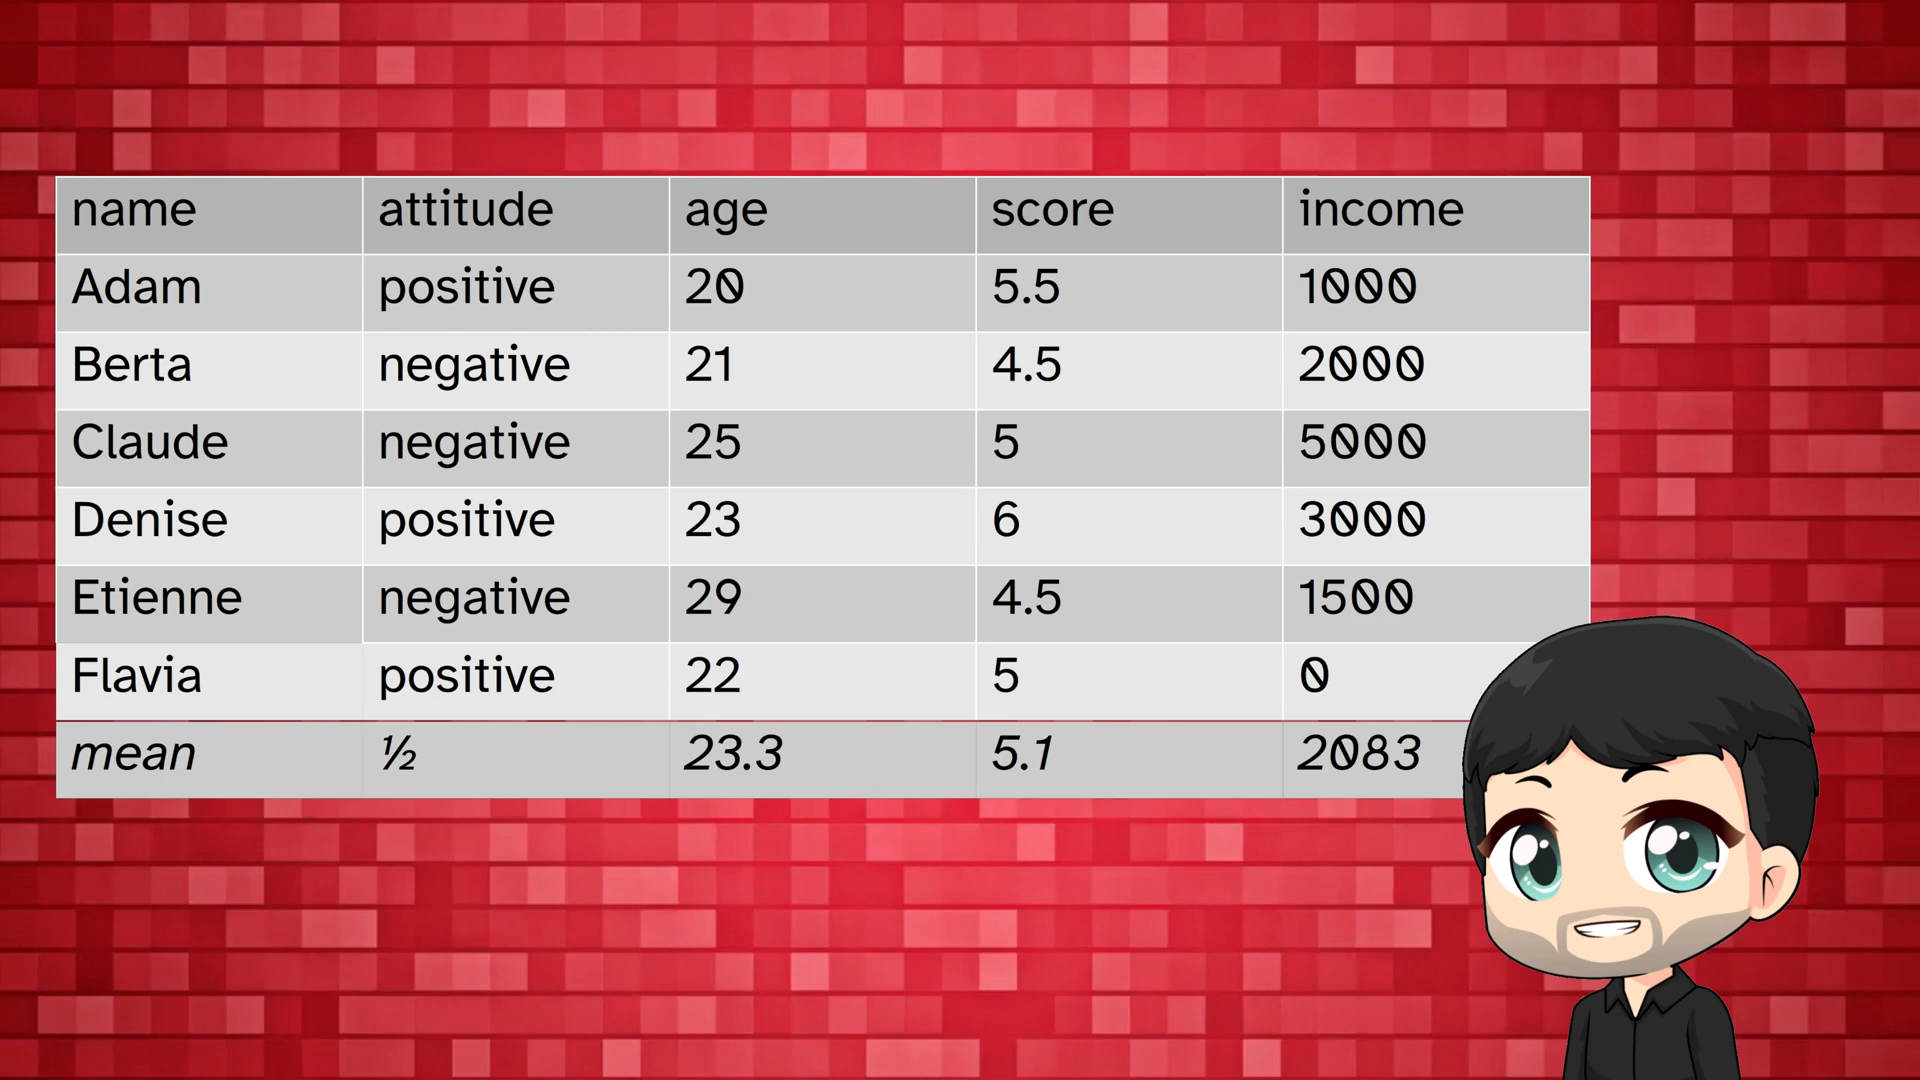 name attitude age score income
Adam positive 20 5.5 1000
Berta negative 21 4.5 2000
Claude negative 25 5 5000
Denise positive 23 6 3000
Etienne negative 29 4.5 1500
Flavia positive 22 5 0
mean ½ 23.3 5.1 2083